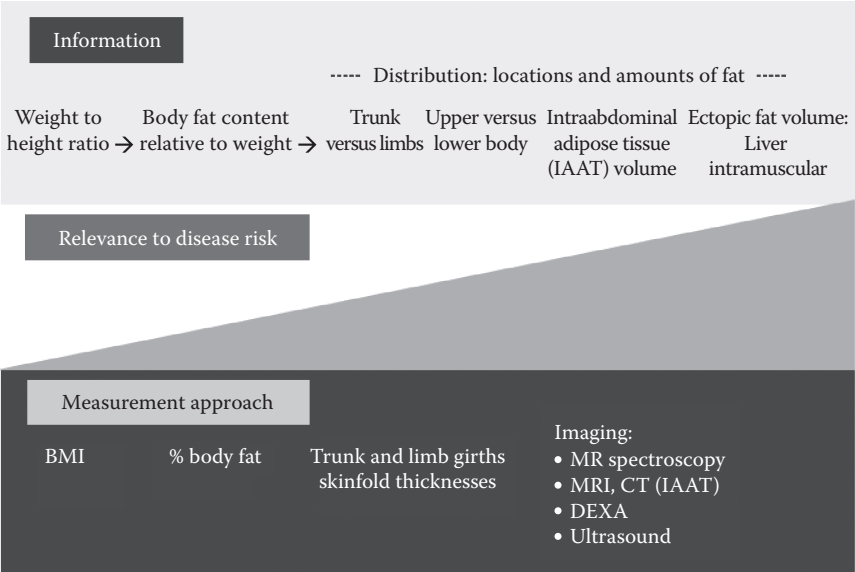 Information
----- Distribution: locations and amounts of fat -----
Weight to
height ratio →
Body fat content
relative to weight →
Trunk
versus limbs
Upper versus
lower body
Intraabdominal
adipose tissue
(IAAT) volume
Ectopic fat volume:
Liver
intramuscular
Relevance to disease risk
Measurement approach
BMI
% body fat
Trunk and limb girths
skinfold thicknesses
Imaging:
• MR spectroscopy
• MRI, CT (IAAT)
• DEXA
• Ultrasound